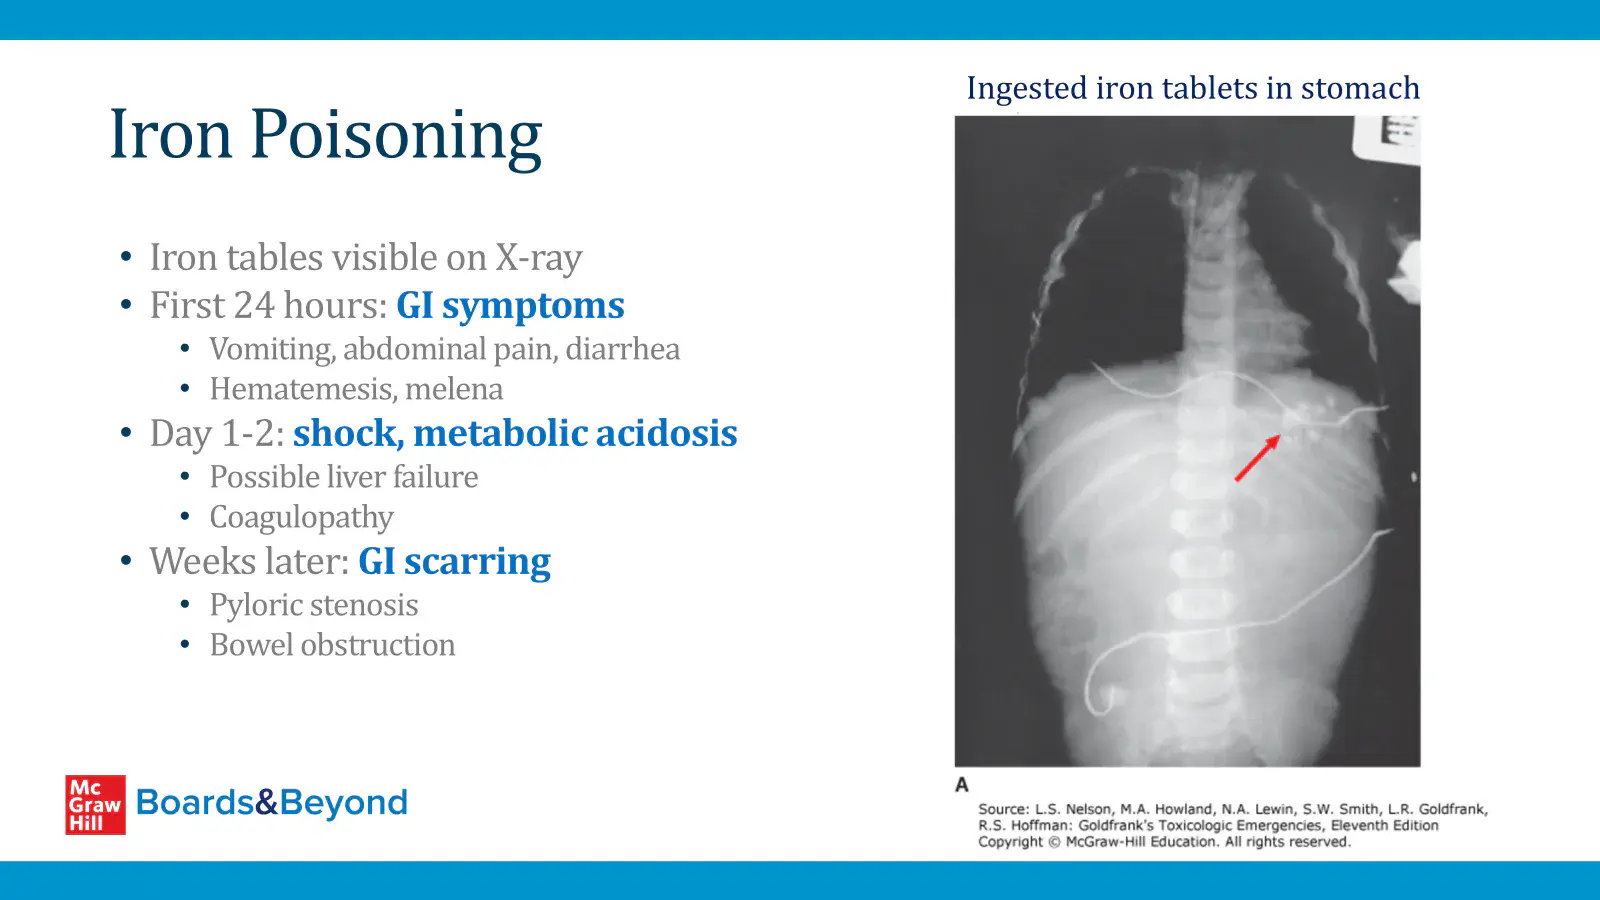 Iron Poisoning
• Iron tables visible on X-ray
• First 24 hours: GI symptoms
• Vomiting, abdominal pain, diarrhea
• Hematemesis, melena
• Day 1-2: shock, metabolic acidosis
• Possible liver failure
• Coagulopathy
• Weeks later: GI scarring
• Pyloric stenosis
• Bowel obstruction
Mc
Graw
Hill
Boards&Beyond
Ingested iron tablets in stomach
A
Source: L.S. Nelson, M.A. Howland, N.A. Lewin, S.W. Smith, L.R. Goldfrank,
R.S. Hoffman: Goldfrank's Toxicologic Emergencies, Eleventh Edition
Copyright © McGraw-Hill Education. All rights reserved.